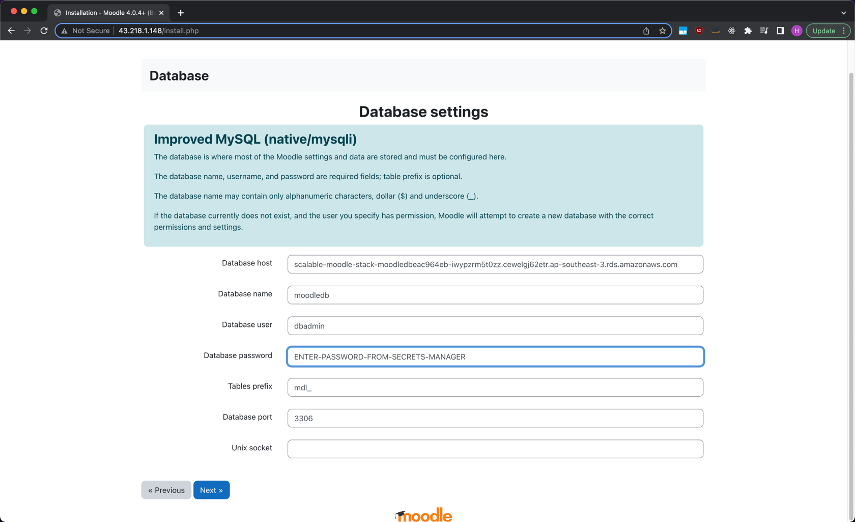 Installation - Moodle 4.0.4+ (B
Not Secure | 43.218.1.148/install.php
H
Update
Database
Database settings
Improved MySQL (native/mysqli)
The database is where most of the Moodle settings and data are stored and must be configured here.
The database name, username, and password are required fields; table prefix is optional.
The database name may contain only alphanumeric characters, dollar ($) and underscore (_).
If the database currently does not exist, and the user you specify has permission, Moodle will attempt to create a new database with the correct
permissions and settings.
Database host scalable-moodle-stack-moodledbeac964eb-iwypzrm5t0zz.cewelgj62etr.ap-southeast-3.rds.amazonaws.com
Database name moodledb
Database user dbadmin
Database password ENTER-PASSWORD-FROM-SECRETS-MANAGER
Tables prefix mdl_
Database port 3306
Unix socket
« Previous Next »
moodle